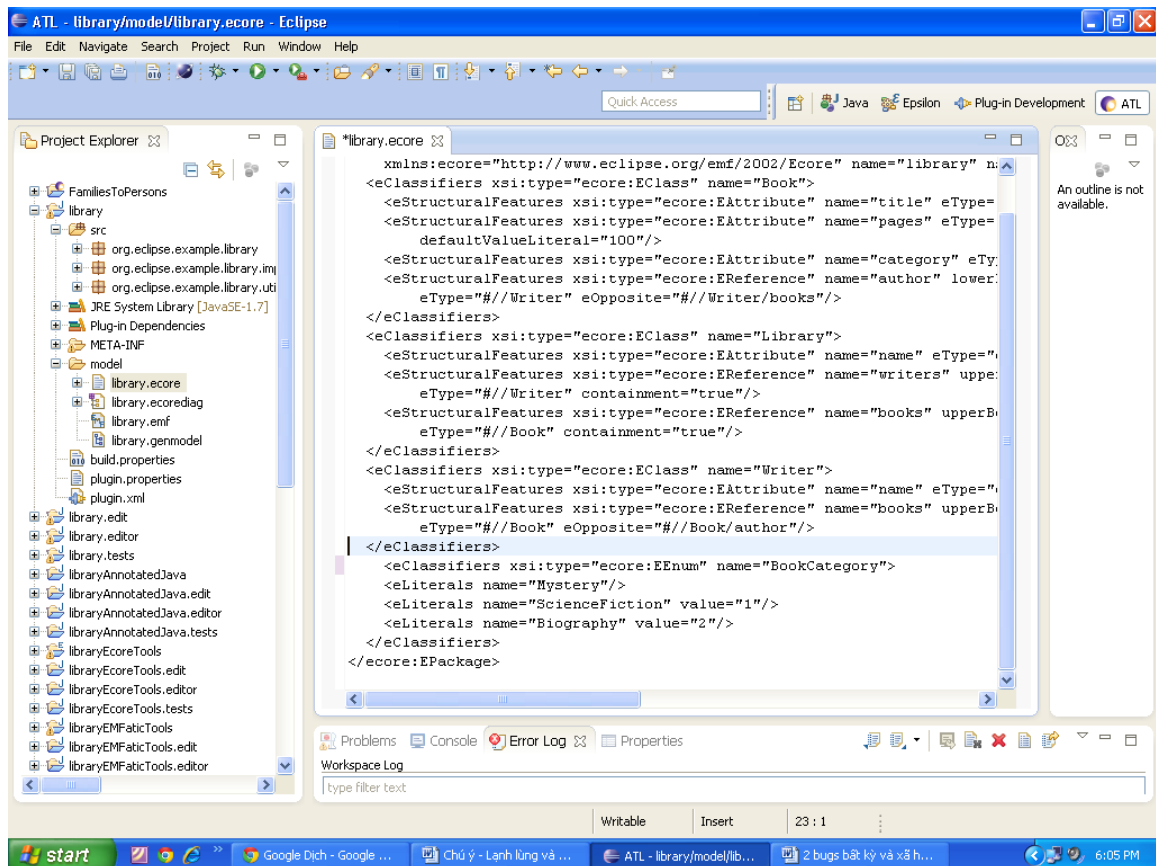 ATL - library/model/library.ecore - Eclipse
File Edit Navigate Search Project Run Window Help
Quick Access
Java Epsilon Plug-in Development ATL
Project Explorer
FamiliesToPersons
library
src
org.eclipse.example.library
org.eclipse.example.library.imp
org.eclipse.example.library.uti
JRE System Library [JavaSE-1.7]
Plug-in Dependencies
META-INF
model
library.ecore
library.ecorediag
library.emf
library.genmodel
build.properties
plugin.properties
plugin.xml
library.edit
library.editor
library.tests
libraryAnnotatedJava
libraryAnnotatedJava.edit
libraryAnnotatedJava.editor
libraryAnnotatedJava.tests
libraryEcoreTools
libraryEcoreTools.edit
libraryEcoreTools.editor
libraryEcoreTools.tests
libraryEMFaticTools
libraryEMFaticTools.edit
libraryEMFaticTools.editor
*library.ecore
xmlns:ecore="http://www.eclipse.org/emf/2002/Ecore" name="library" n
<eClassifiers xsi:type="ecore:EClass" name="Book">
<eStructuralFeatures xsi:type="ecore:EAttribute" name="title" eType=
<eStructuralFeatures xsi:type="ecore:EAttribute" name="pages" eType=
defaultValueLiteral="100"/>
<eStructuralFeatures xsi:type="ecore:EAttribute" name="category" eTy
<eStructuralFeatures xsi:type="ecore:EReference" name="author" lower
eType="#//Writer" eOpposite="#//Writer/books"/>
</eClassifiers>
<eClassifiers xsi:type="ecore:EClass" name="Library">
<eStructuralFeatures xsi:type="ecore:EAttribute" name="name" eType="
<eStructuralFeatures xsi:type="ecore:EReference" name="writers" uppe
eType="#//Writer" containment="true"/>
<eStructuralFeatures xsi:type="ecore:EReference" name="books" upperB
eType="#//Book" containment="true"/>
</eClassifiers>
<eClassifiers xsi:type="ecore:EClass" name="Writer">
<eStructuralFeatures xsi:type="ecore:EAttribute" name="name" eType="
<eStructuralFeatures xsi:type="ecore:EReference" name="books" upperB
eType="#//Book" eOpposite="#//Book/author"/>
</eClassifiers>
<eClassifiers xsi:type="ecore:EEnum" name="BookCategory">
<eLiterals name="Mystery"/>
<eLiterals name="ScienceFiction" value="1"/>
<eLiterals name="Biography" value="2"/>
</eClassifiers>
</ecore:EPackage>
An outline is not
available.
Problems Console Error Log Properties
Workspace Log
type filter text
Writable Insert 23 : 1
start Google Dịch - Google ... Chú ý - Lạnh lùng và ... ATL - library/model/lib... 2 bugs bất kỳ và xã h... 6:05 PM